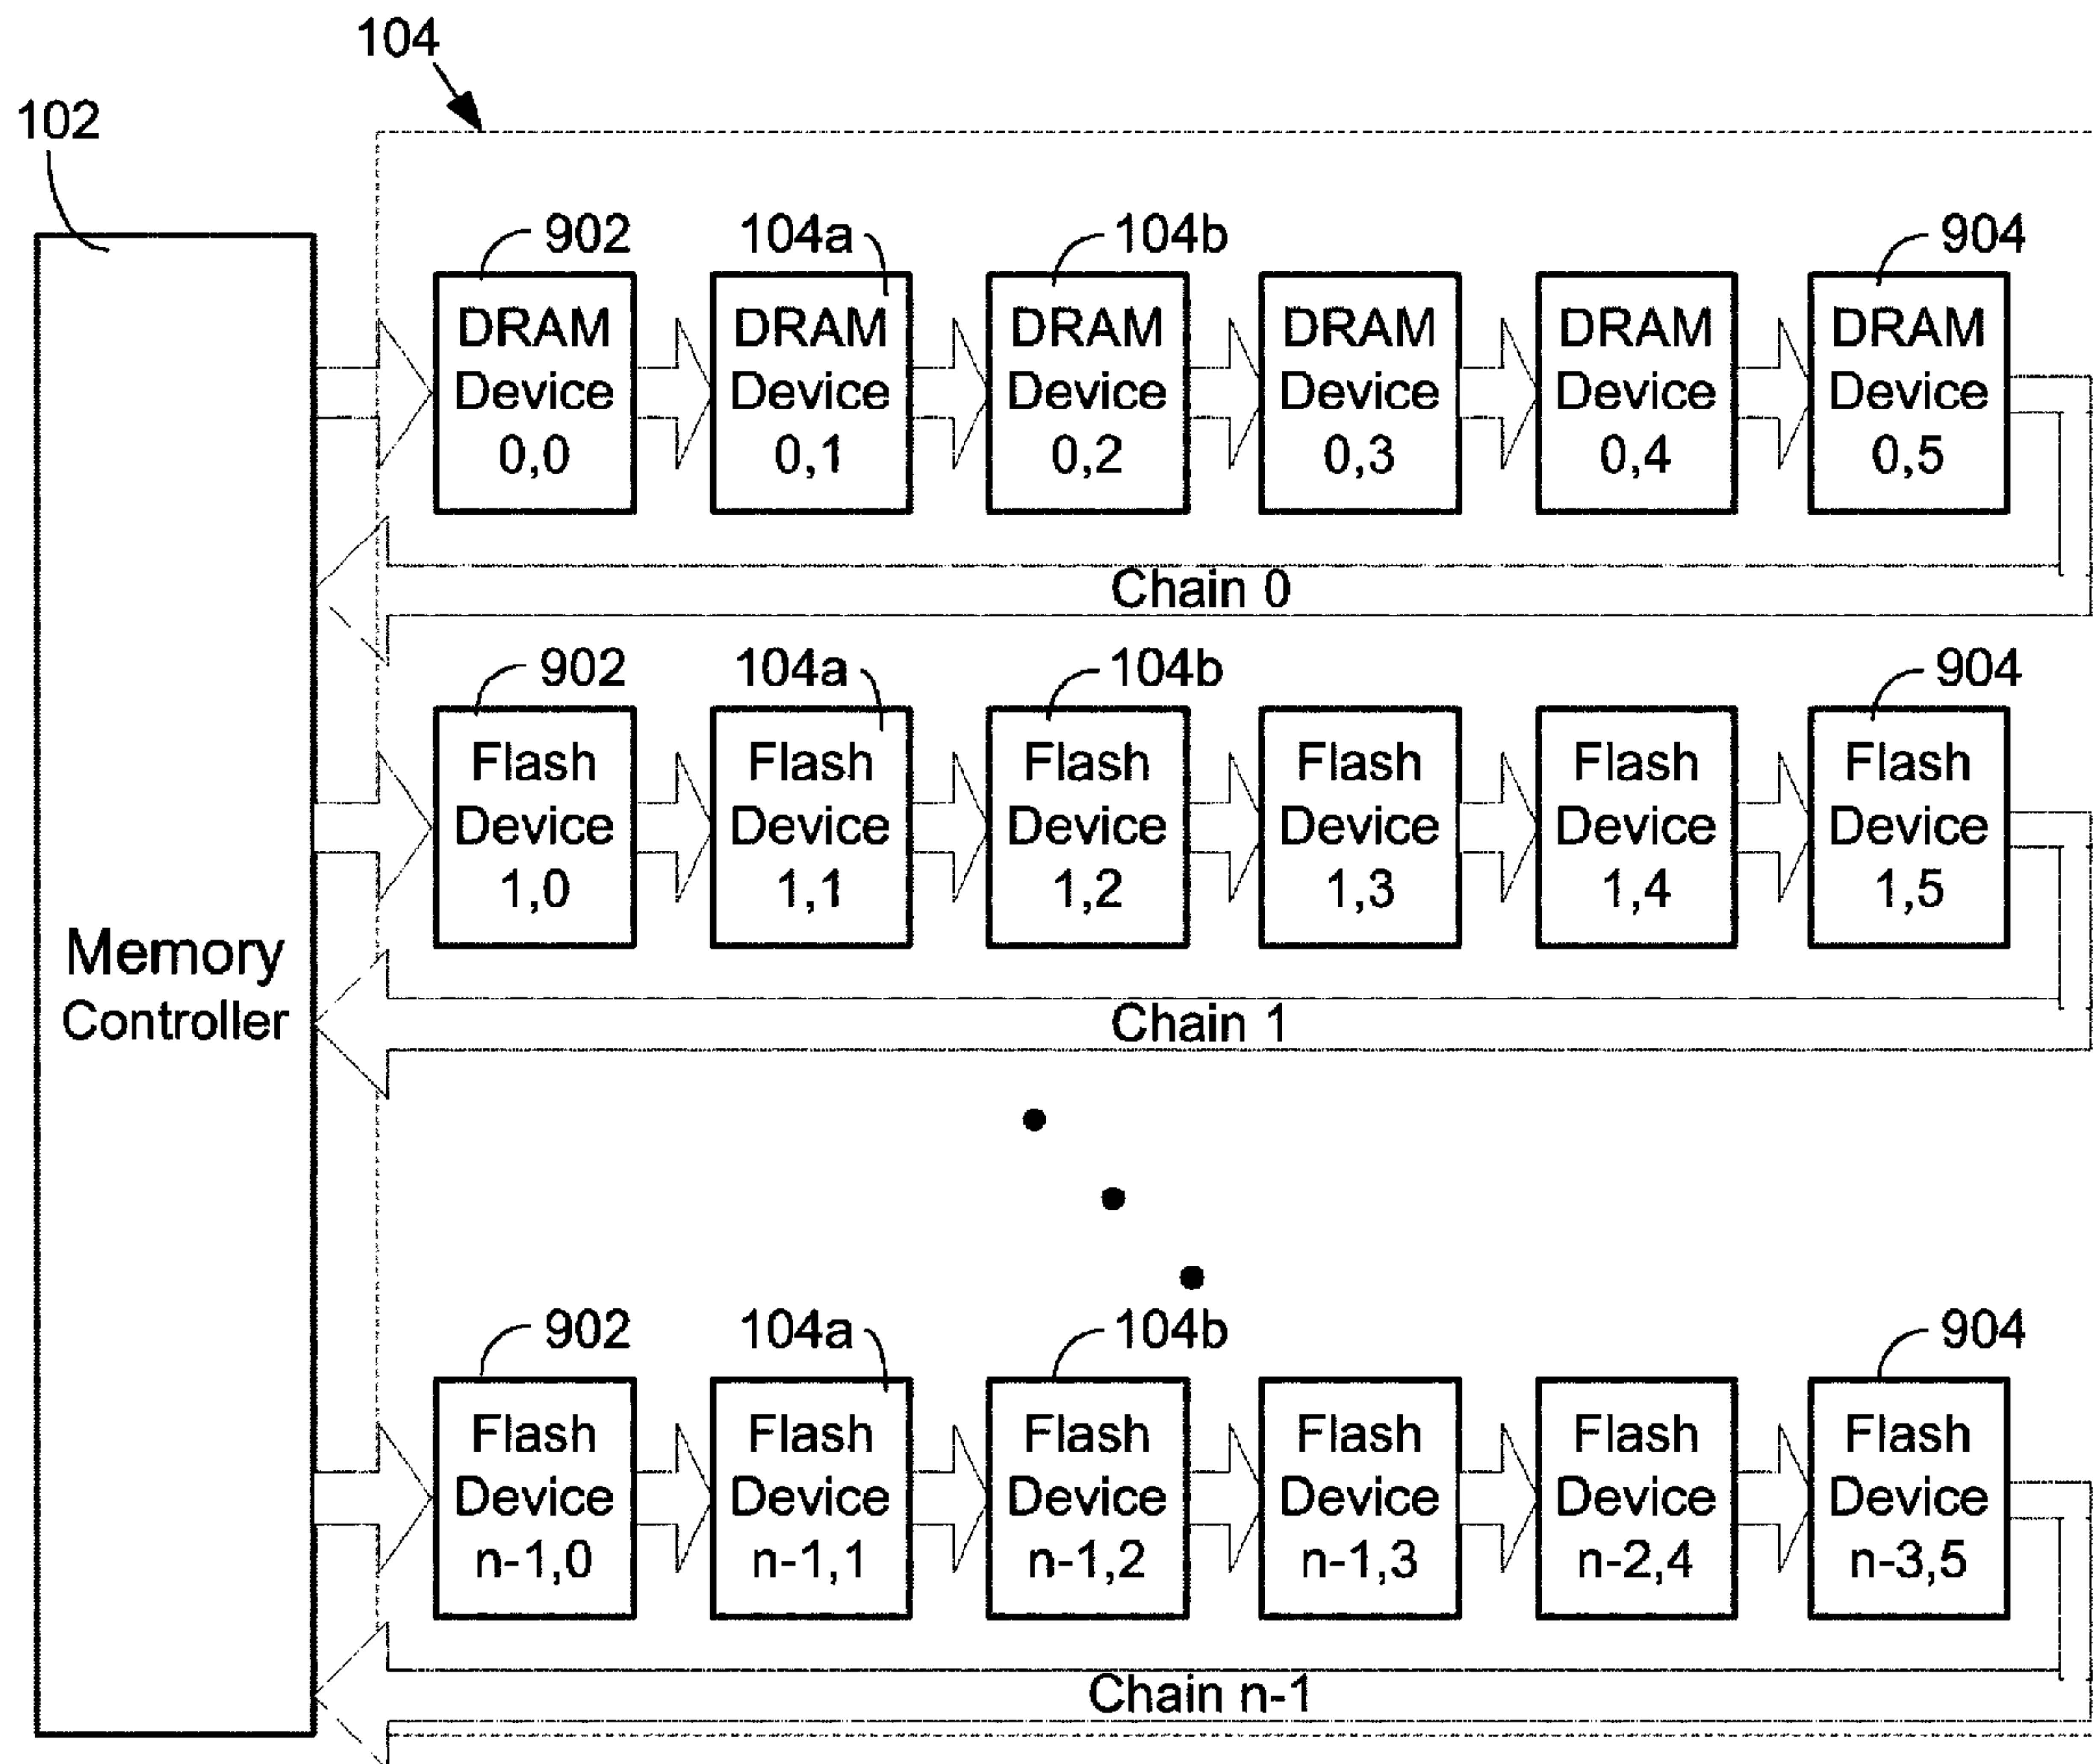 104
102
902
104a
104b
904
DRAM
Device
0,0
DRAM
Device
0,1
DRAM
Device
0,2
DRAM
Device
0,3
DRAM
Device
0,4
DRAM
Device
0,5
Chain 0
902
104a
104b
904
Flash
Device
1,0
Flash
Device
1,1
Flash
Device
1,2
Flash
Device
1,3
Flash
Device
1,4
Flash
Device
1,5
Memory
Controller
Chain 1
902
104a
104b
904
Flash
Device
n-1,0
Flash
Device
n-1,1
Flash
Device
n-1,2
Flash
Device
n-1,3
Flash
Device
n-2,4
Flash
Device
n-3,5
Chain n-1